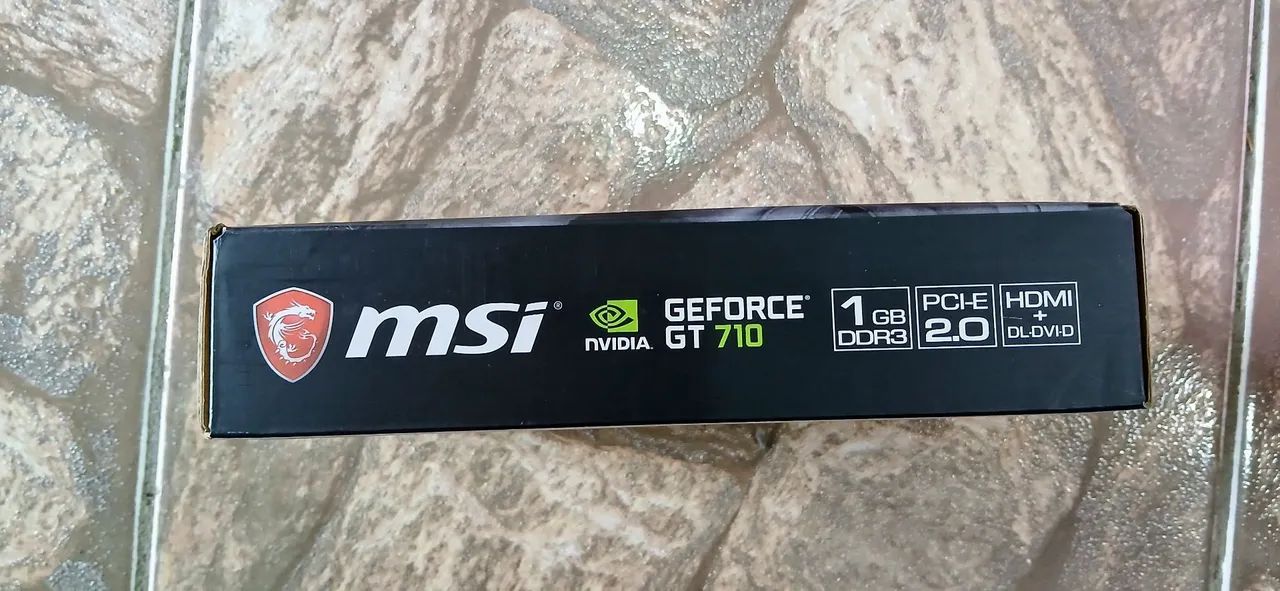 msi®
NVIDIA.
GEFORCE®
GT 710
1 GB
DDR3
PCI-E
2.0
HDMI
+
DL-DVI-D